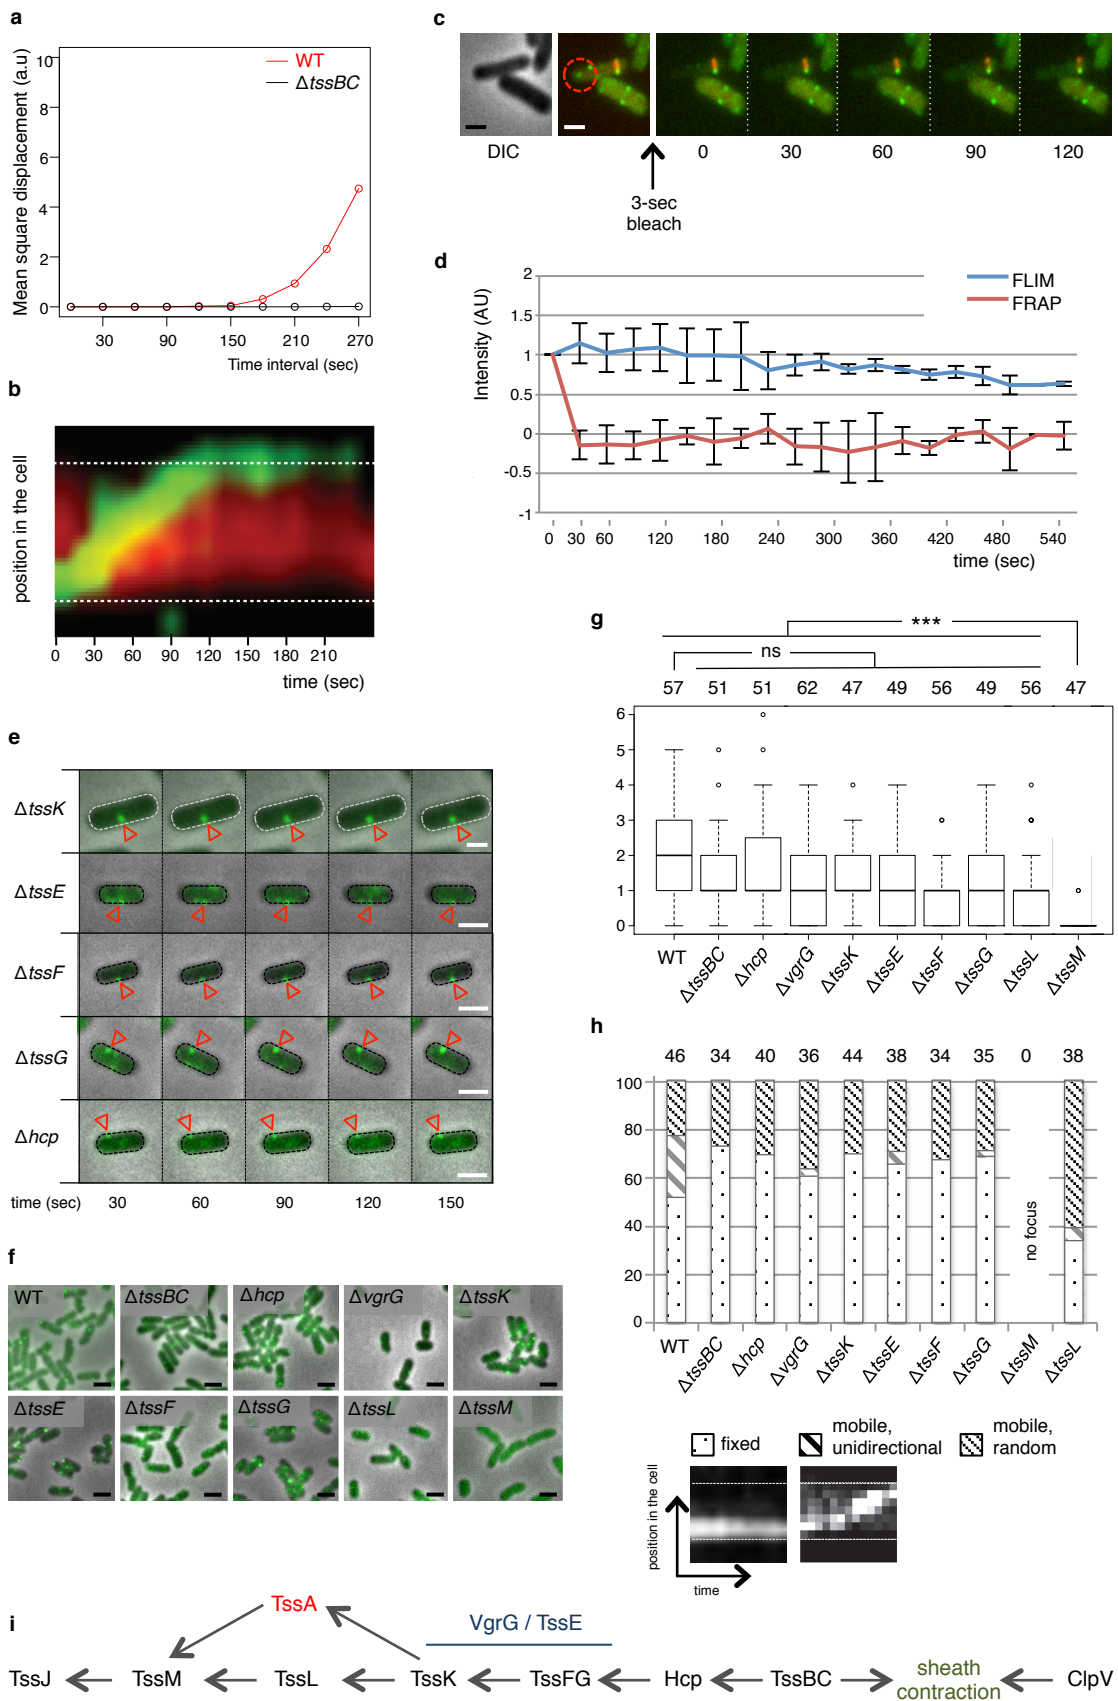 a
Mean square displacement (a.u)
10
8
6
4
2
0
WT
ΔtssBC
30 90 150 210 270
Time interval (sec)
b
position in the cell
0 30 60 90 120 150 180 210
time (sec)
c
DIC 0 30 60 90 120
3-sec
bleach
d
Intensity (AU)
2
1.5
1
0.5
0
-0.5
-1
FLIM
FRAP
0 30 60 120 180 240 300 360 420 480 540
time (sec)
e
ΔtssK
ΔtssE
ΔtssF
ΔtssG
Δhcp
time (sec) 30 60 90 120 150
f
WT ΔtssBC Δhcp ΔvgrG ΔtssK
ΔtssE ΔtssF ΔtssG ΔtssL ΔtssM
g
***
ns
57 51 51 62 47 49 56 49 56 47
6
5
4
3
2
1
0
WT ΔtssBC Δhcp ΔvgrG ΔtssK ΔtssE ΔtssF ΔtssG ΔtssL ΔtssM
h
46 34 40 36 44 38 34 35 0 38
100
80
60
40
20
0
no focus
WT ΔtssBC Δhcp ΔvgrG ΔtssK ΔtssE ΔtssF ΔtssG ΔtssM ΔtssL
fixed
mobile,
unidirectional
mobile,
random
position in the cell
time
i
TssA
VgrG / TssE
TssJ TssM TssL TssK TssFG Hcp TssBC sheath
contraction ClpV